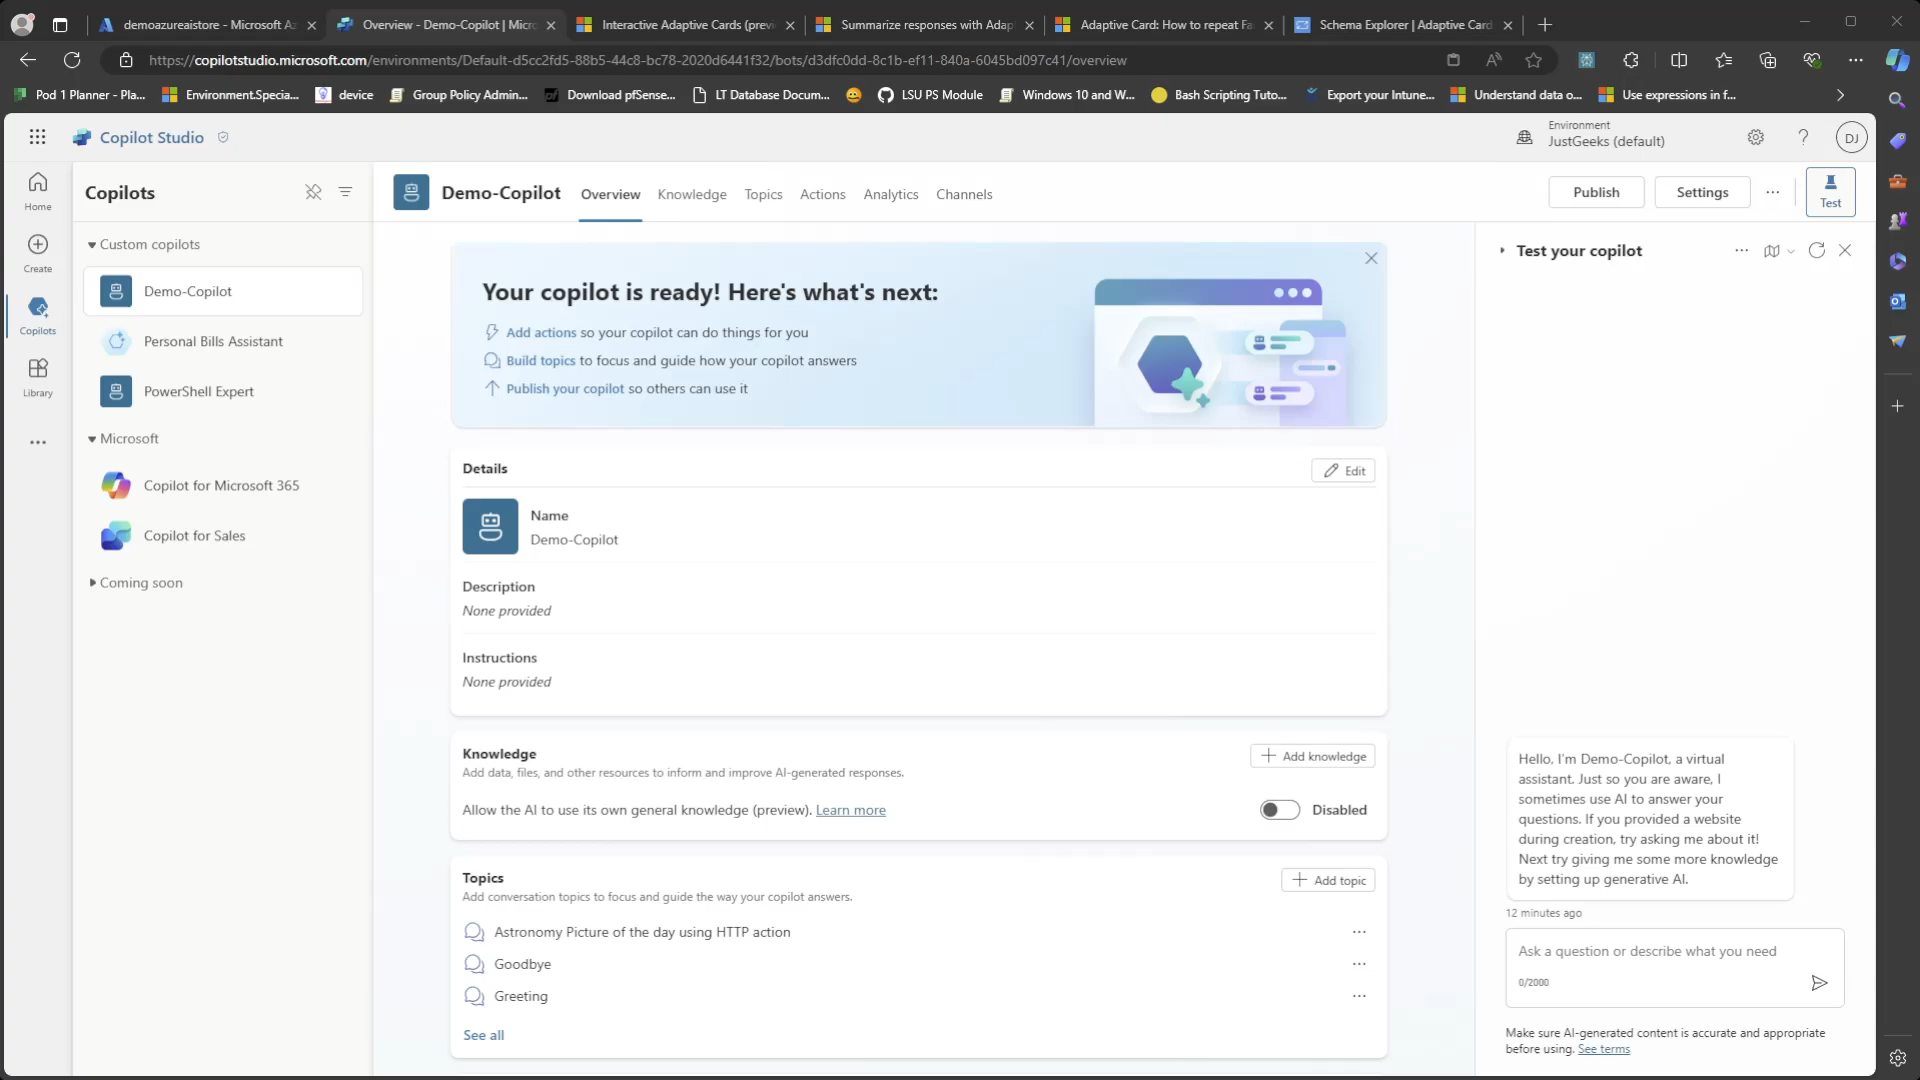 demoazureaistore - Microsoft Az
Overview - Demo-Copilot | Micro
Interactive Adaptive Cards (previ
Summarize responses with Adap
Adaptive Card: How to repeat Fa
Schema Explorer | Adaptive Card
https://copilotstudio.microsoft.com/environments/Default-d5cc2fd5-88b5-44c8-bc78-2020d6441f32/bots/d3dfc0dd-8c1b-ef11-840a-6045bd097c41/overview
Pod 1 Planner - Pla...
Environment.Specia...
device
Group Policy Admin...
Download pfSense...
LT Database Docum...
LSU PS Module
Windows 10 and W...
Bash Scripting Tuto...
Export your Intune...
Understand data o...
Use expressions in f...
Copilot Studio
Environment
JustGeeks (default)
DJ
Home
Create
Copilots
Library
Copilots
Custom copilots
Demo-Copilot
Personal Bills Assistant
PowerShell Expert
Microsoft
Copilot for Microsoft 365
Copilot for Sales
Coming soon
Demo-Copilot
Overview
Knowledge
Topics
Actions
Analytics
Channels
Publish
Settings
Test
Your copilot is ready! Here's what's next:
Add actions so your copilot can do things for you
Build topics to focus and guide how your copilot answers
Publish your copilot so others can use it
Details
Edit
Name
Demo-Copilot
Description
None provided
Instructions
None provided
Knowledge
Add data, files, and other resources to inform and improve AI-generated responses.
Add knowledge
Allow the AI to use its own general knowledge (preview). Learn more
Disabled
Topics
Add conversation topics to focus and guide the way your copilot answers.
Add topic
Astronomy Picture of the day using HTTP action
Goodbye
Greeting
See all
Test your copilot
Hello, I'm Demo-Copilot, a virtual
assistant. Just so you are aware, I
sometimes use AI to answer your
questions. If you provided a website
during creation, try asking me about it!
Next try giving me some more knowledge
by setting up generative AI.
12 minutes ago
Ask a question or describe what you need
0/2000
Make sure AI-generated content is accurate and appropriate
before using. See terms